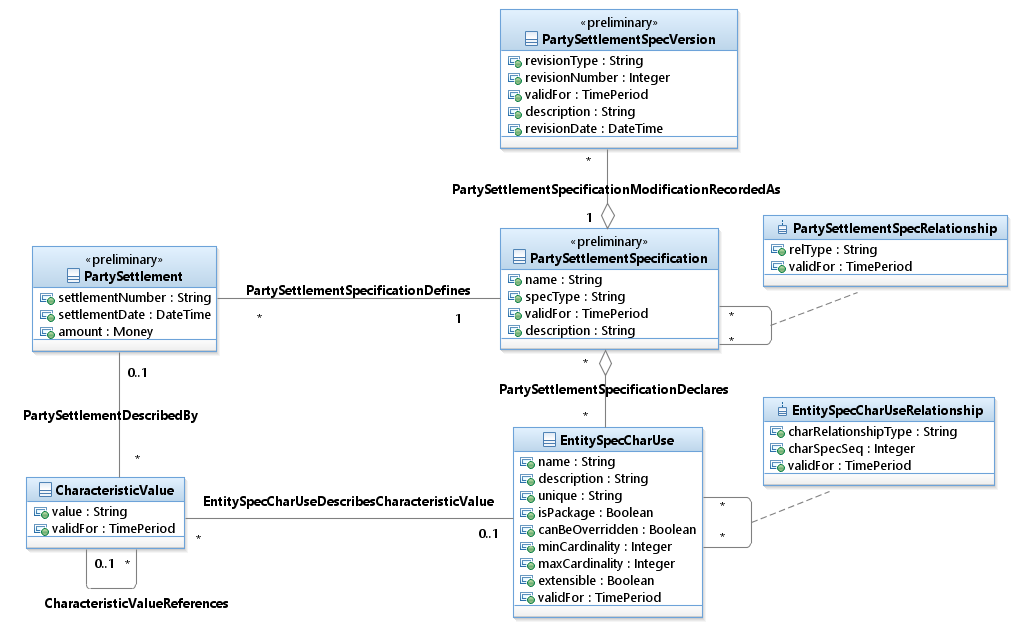 «preliminary»
PartySettlementSpecVersion
revisionType : String
revisionNumber : Integer
validFor : TimePeriod
description : String
revisionDate : DateTime
*
PartySettlementSpecificationModificationRecordedAs
1
PartySettlementSpecRelationship
relType : String
validFor : TimePeriod
«preliminary»
PartySettlementSpecification
name : String
specType : String
validFor : TimePeriod
description : String
*
*
«preliminary»
PartySettlement
settlementNumber : String
settlementDate : DateTime
amount : Money
PartySettlementSpecificationDefines
*
1
0..1
PartySettlementDescribedBy
*
*
PartySettlementSpecificationDeclares
*
EntitySpecCharUseRelationship
charRelationshipType : String
charSpecSeq : Integer
validFor : TimePeriod
EntitySpecCharUse
name : String
description : String
unique : String
isPackage : Boolean
canBeOverridden : Boolean
minCardinality : Integer
maxCardinality : Integer
extensible : Boolean
validFor : TimePeriod
*
*
CharacteristicValue
value : String
validFor : TimePeriod
EntitySpecCharUseDescribesCharacteristicValue
*
0..1
0..1 *
CharacteristicValueReferences